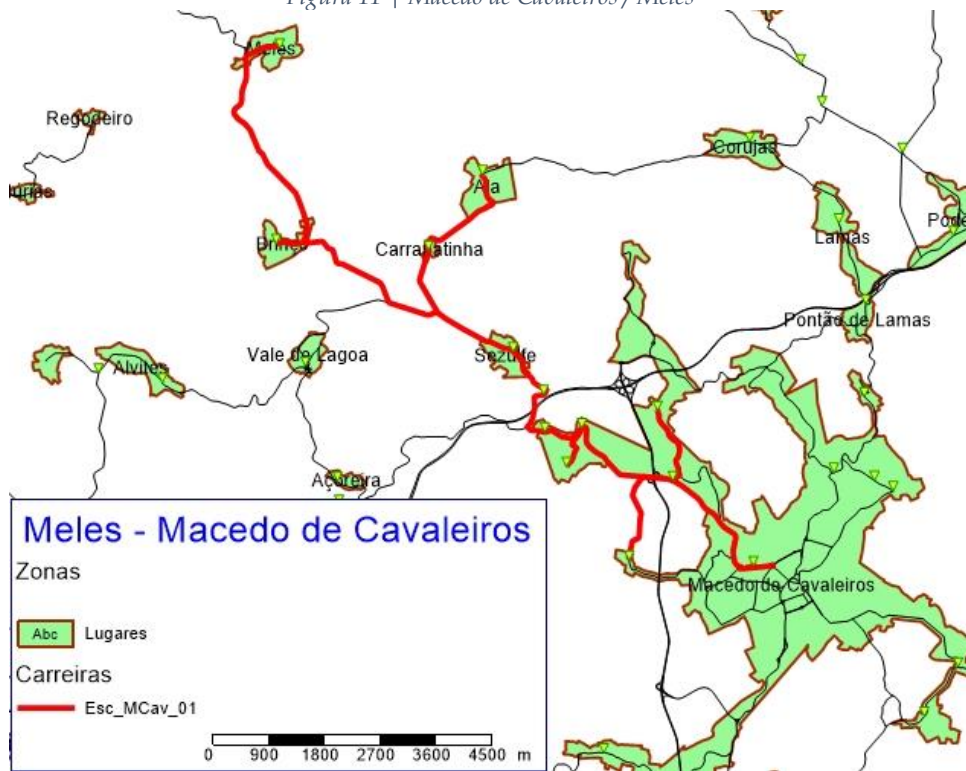 Figura 11 | Macedo de Cavaleiros / Meles
Meles
Regodeiro
Corujas
Ala
Lamas
Carrapatinha
Pontão de Lamas
Vale de Lagoa
Sezulfe
Alvites
Açoreira
Macedo de Cavaleiros
Meles - Macedo de Cavaleiros
Zonas
Abc Lugares
Carreiras
Esc_MCav_01
0 900 1800 2700 3600 4500 m